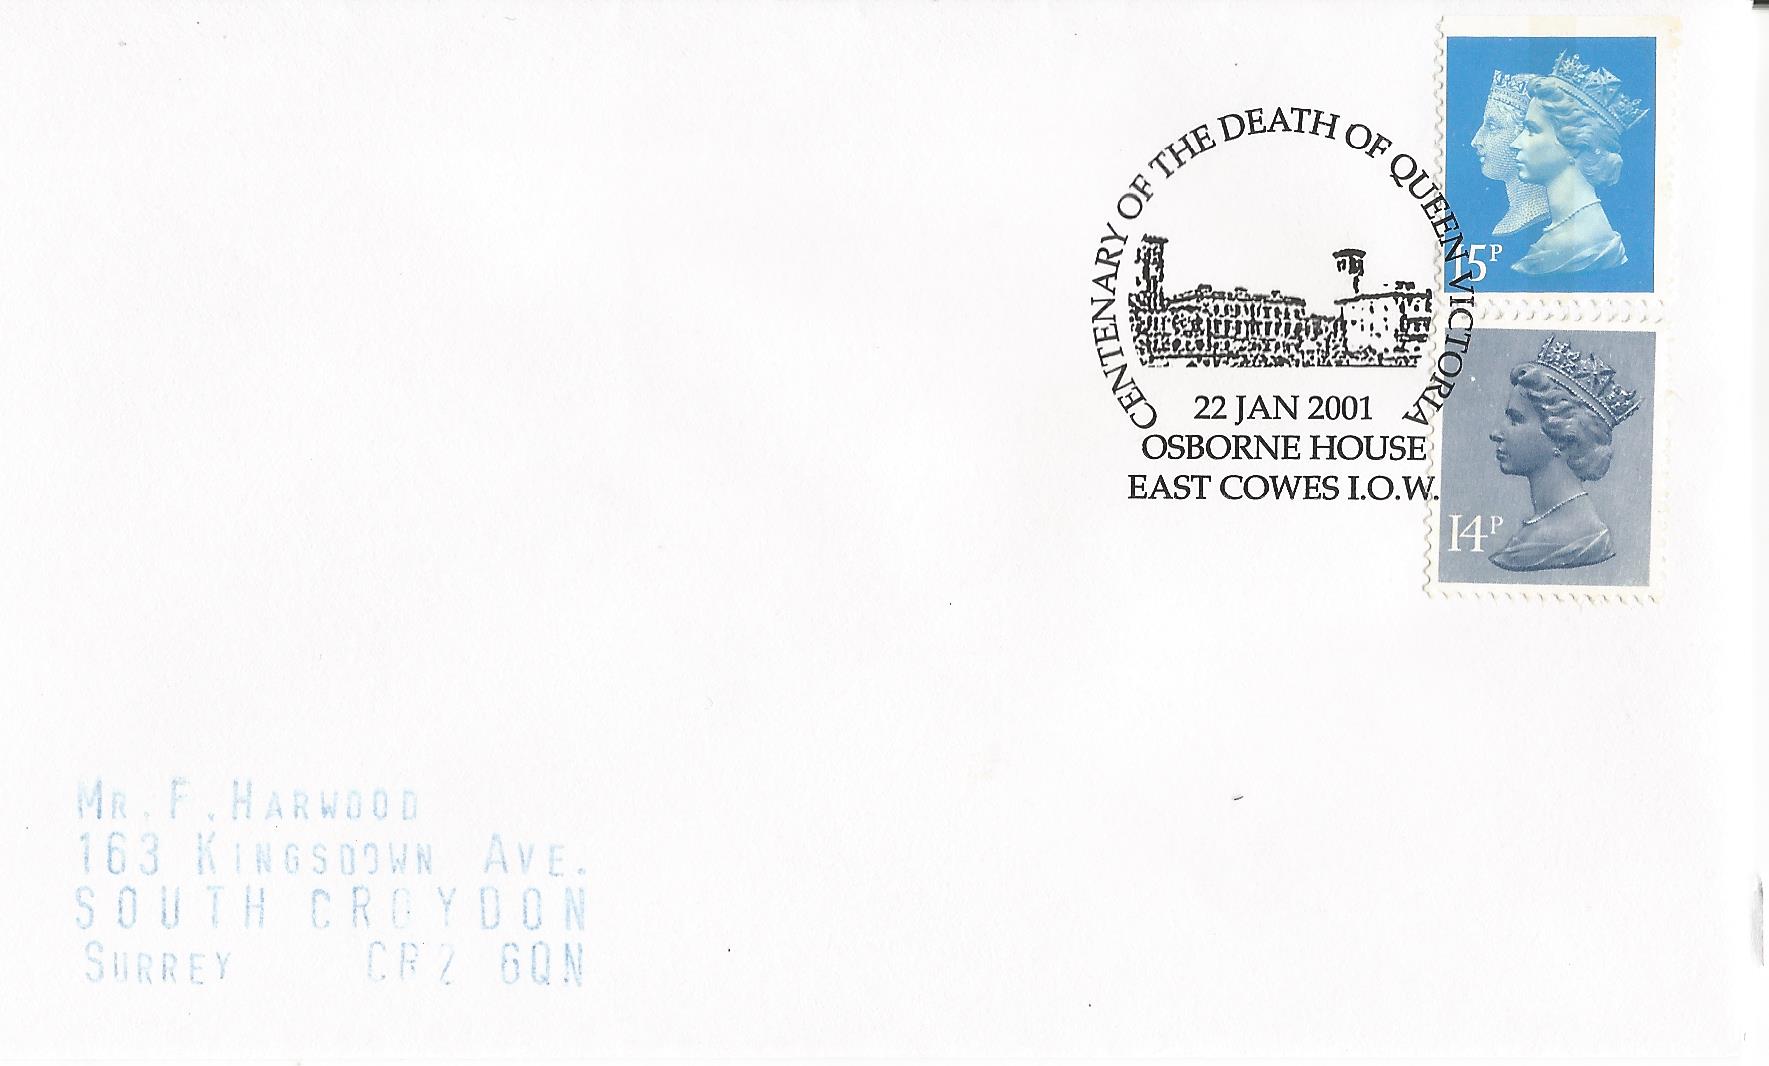 CENTENARY OF THE DEATH OF QUEEN VICTORIA
22 JAN 2001
OSBORNE HOUSE
EAST COWES I.O.W.
15P
14P
MR. F. HARWOOD
163 KINGSDOWN AVE.
SOUTH CROYDON
SURREY CR2 6QN